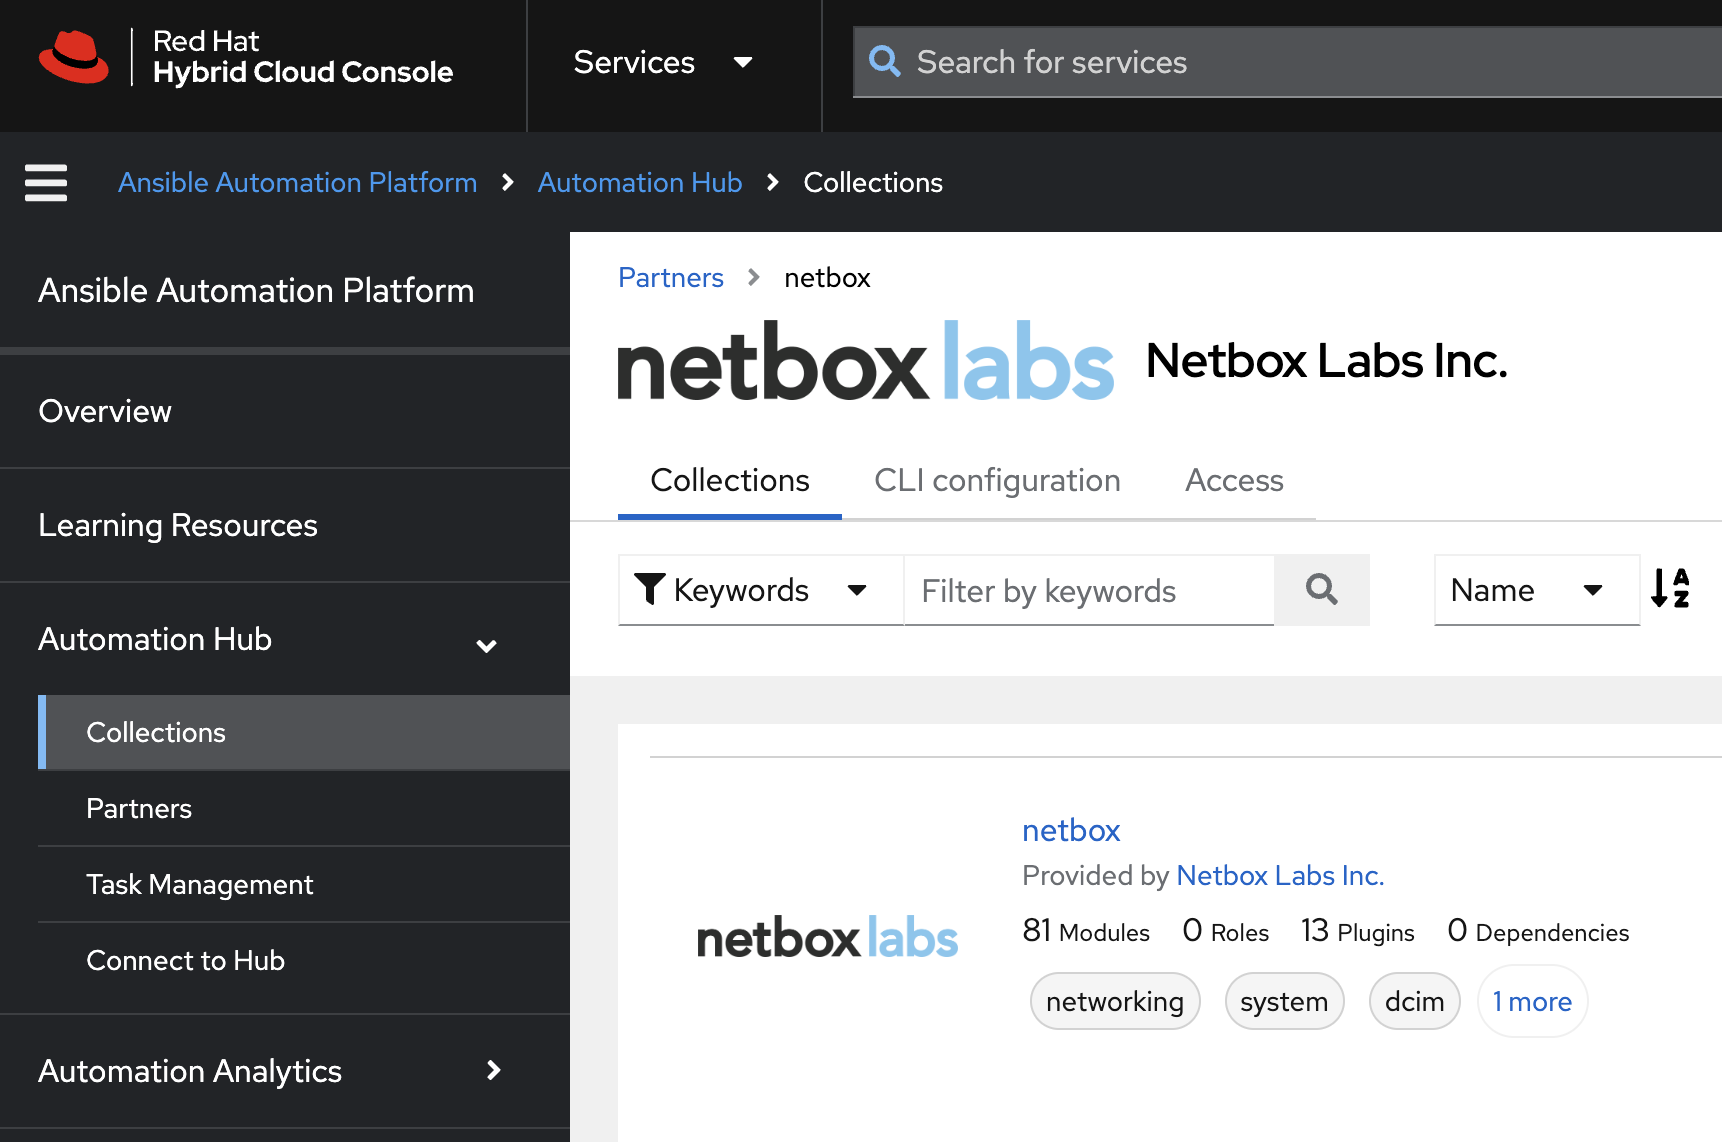 Red Hat
Hybrid Cloud Console
Services
Search for services
Ansible Automation Platform
Automation Hub
Collections
Ansible Automation Platform
Overview
Learning Resources
Automation Hub
Collections
Partners
Task Management
Connect to Hub
Automation Analytics
Partners
netbox
netbox labs
Netbox Labs Inc.
Collections
CLI configuration
Access
Keywords
Filter by keywords
Name
A
Z
netbox labs
netbox
Provided by Netbox Labs Inc.
81 Modules 0 Roles 13 Plugins 0 Dependencies
networking system dcim 1 more